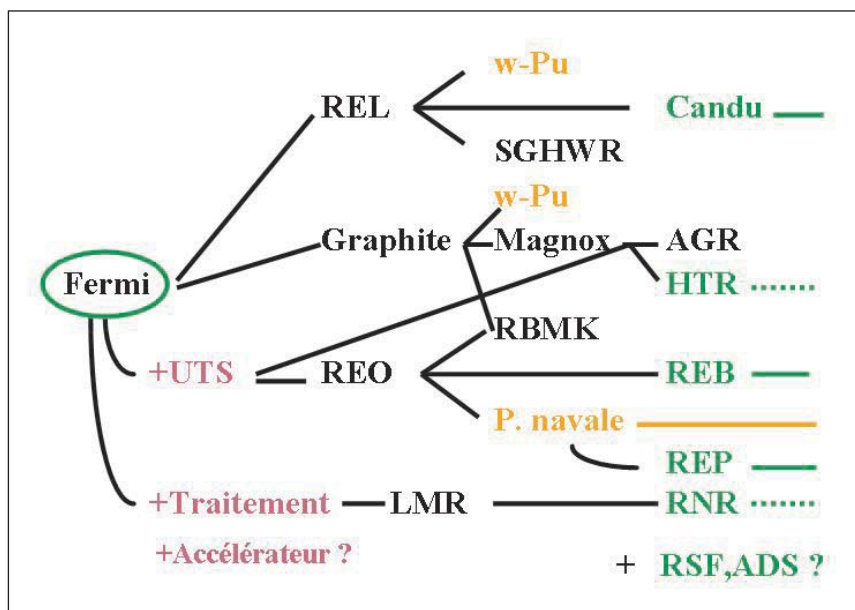 w-Pu
REL
Candu
SGHWR
w-Pu
Graphite
Magnox
AGR
Fermi
HTR
RBMK
+UTS
REO
REB
P. navale
REP
+Traitement
LMR
RNR
+Accélérateur ?
+ RSF,ADS ?